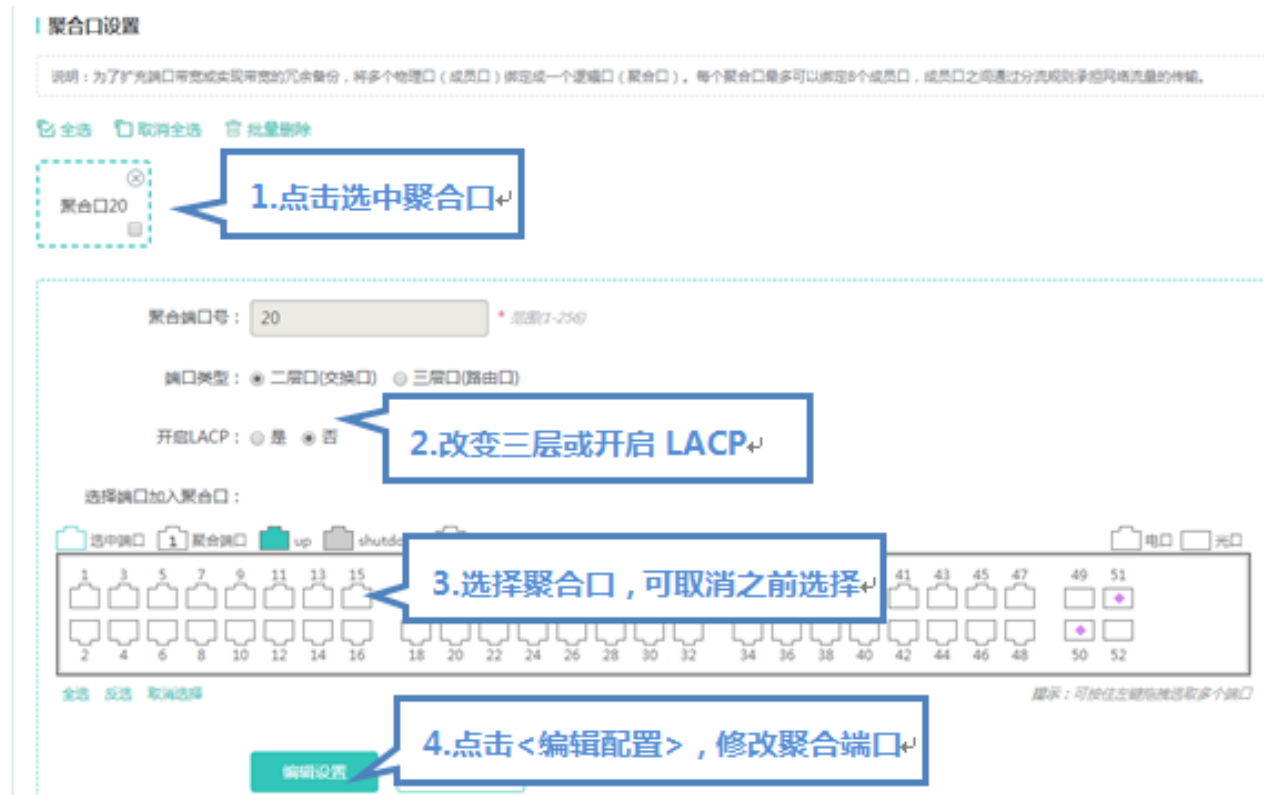 聚合口设置
说明：为了扩充端口带宽或实现带宽的冗余备份，将多个物理口（成员口）绑定成一个逻辑口（聚合口）。每个聚合口最多可以绑定8个成员口，成员口之间通过分流规则承担网络流量的传输。
全选 取消全选 批量删除
聚合口20
1.点击选中聚合口↵
聚合端口号： 20 * 范围(1-256)
端口类型： 二层口(交换口) 三层口(路由口)
开启LACP： 是 否
2.改变三层或开启 LACP↵
选择端口加入聚合口：
选中端口 1 聚合端口 up shutdo 电口 光口
1 3 5 7 9 11 13 15 41 43 45 47 49 51
3.选择聚合口，可取消之前选择↵
2 4 6 8 10 12 14 16 18 20 22 24 26 28 30 32 34 36 38 40 42 44 46 48 50 52
全选 反选 取消选择 提示：可按住左键拖拽选取多个端口
4.点击<编辑配置>，修改聚合端口↵
编辑设置